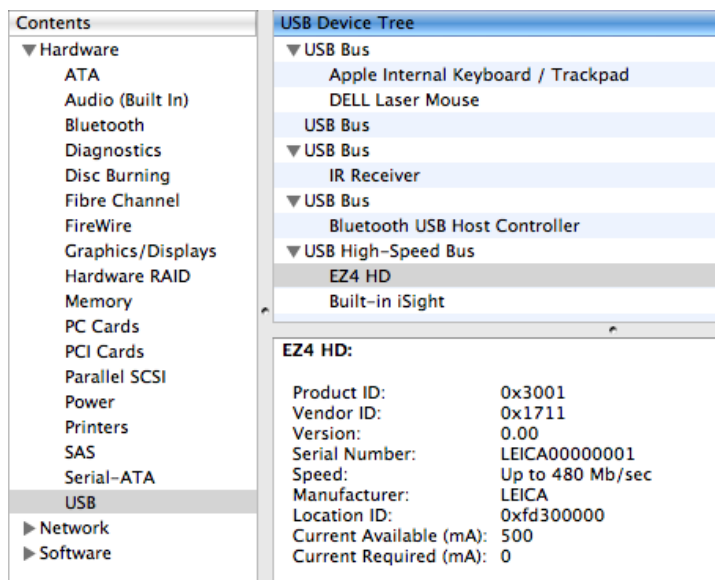 Contents
Hardware
ATA
Audio (Built In)
Bluetooth
Diagnostics
Disc Burning
Fibre Channel
FireWire
Graphics/Displays
Hardware RAID
Memory
PC Cards
PCI Cards
Parallel SCSI
Power
Printers
SAS
Serial-ATA
USB
Network
Software
USB Device Tree
USB Bus
Apple Internal Keyboard / Trackpad
DELL Laser Mouse
USB Bus
USB Bus
IR Receiver
USB Bus
Bluetooth USB Host Controller
USB High-Speed Bus
EZ4 HD
Built-in iSight
EZ4 HD:
Product ID: 0x3001
Vendor ID: 0x1711
Version: 0.00
Serial Number: LEICA00000001
Speed: Up to 480 Mb/sec
Manufacturer: LEICA
Location ID: 0xfd300000
Current Available (mA): 500
Current Required (mA): 0